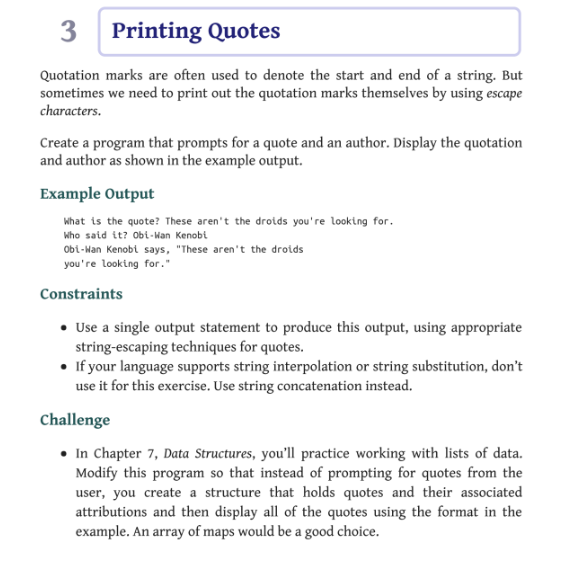 3 Printing Quotes
Quotation marks are often used to denote the start and end of a string. But
sometimes we need to print out the quotation marks themselves by using escape
characters.
Create a program that prompts for a quote and an author. Display the quotation
and author as shown in the example output.
Example Output
What is the quote? These aren't the droids you're looking for.
Who said it? Obi-Wan Kenobi
Obi-Wan Kenobi says, "These aren't the droids
you're looking for."
Constraints
• Use a single output statement to produce this output, using appropriate
string-escaping techniques for quotes.
• If your language supports string interpolation or string substitution, don’t
use it for this exercise. Use string concatenation instead.
Challenge
• In Chapter 7, Data Structures, you’ll practice working with lists of data.
Modify this program so that instead of prompting for quotes from the
user, you create a structure that holds quotes and their associated
attributions and then display all of the quotes using the format in the
example. An array of maps would be a good choice.